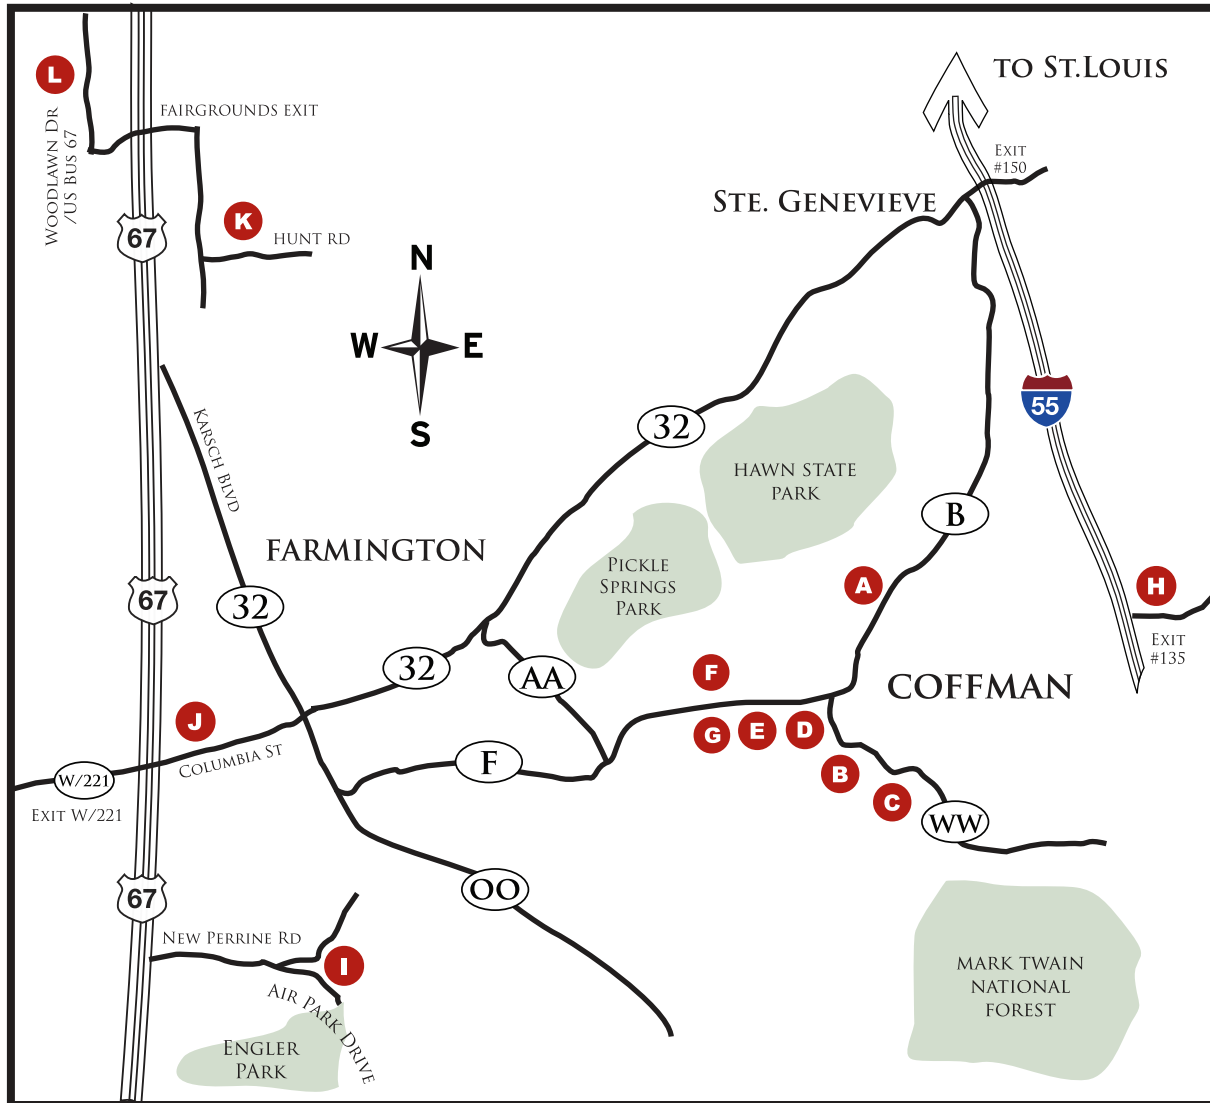 TO ST.LOUIS
L
WOODLAWN DR
/US BUS 67
FAIRGROUNDS EXIT
EXIT
#150
STE. GENEVIEVE
K
HUNT RD
67
N
W
E
S
55
KARSCH BLVD
32
HAWN STATE
PARK
B
FARMINGTON
PICKLE
SPRINGS
PARK
A
H
67
32
EXIT
#135
32
AA
F
COFFMAN
J
COLUMBIA ST
G
E
D
W/221
EXIT W/221
F
B
C
WW
67
OO
NEW PERRINE RD
I
AIR PARK DRIVE
MARK TWAIN
NATIONAL
FOREST
ENGLER
PARK